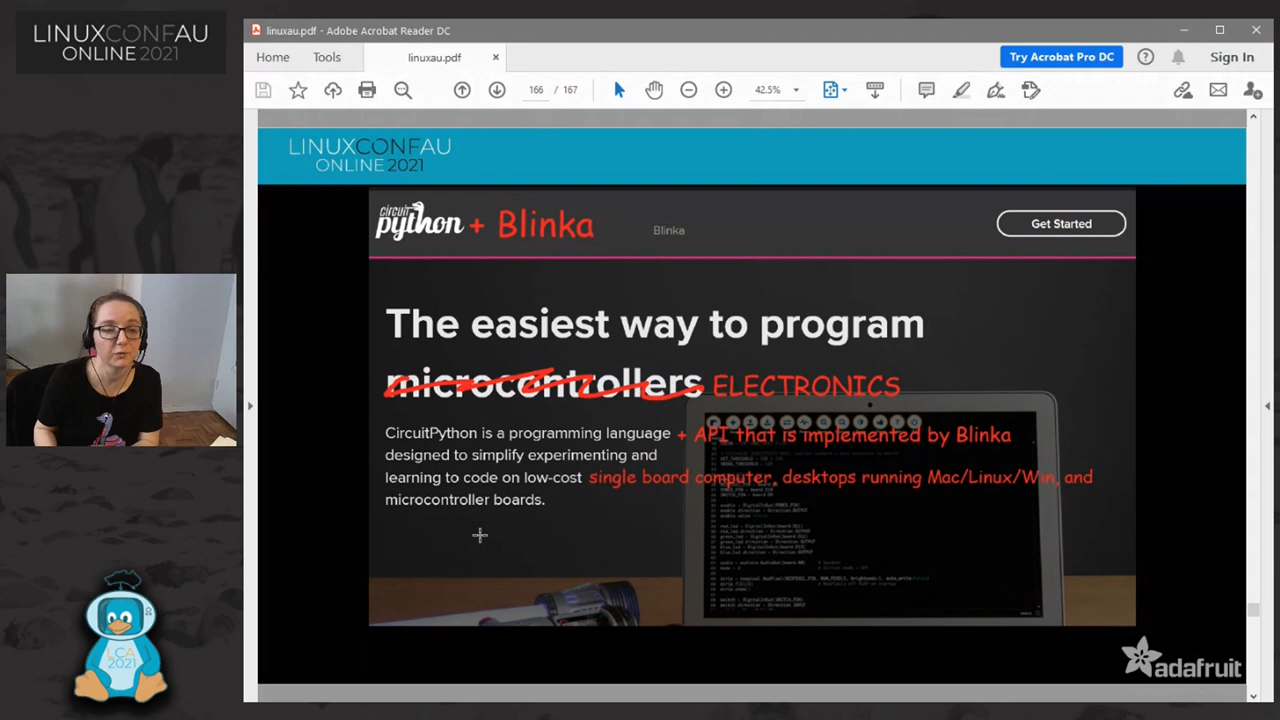 LINUXCONFAU
ONLINE 2021
linuxau.pdf - Adobe Acrobat Reader DC
Home Tools linuxau.pdf × Try Acrobat Pro DC Sign In
166 / 167 42.5%
LINUXCONFAU
ONLINE 2021
circuit python + Blinka Blinka Get Started
The easiest way to program
microcontrollers ELECTRONICS
CircuitPython is a programming language + API that is implemented by Blinka
designed to simplify experimenting and
learning to code on low-cost single board computer, desktops running Mac/Linux/Win, and
microcontroller boards.
LCA
2021
adafruit